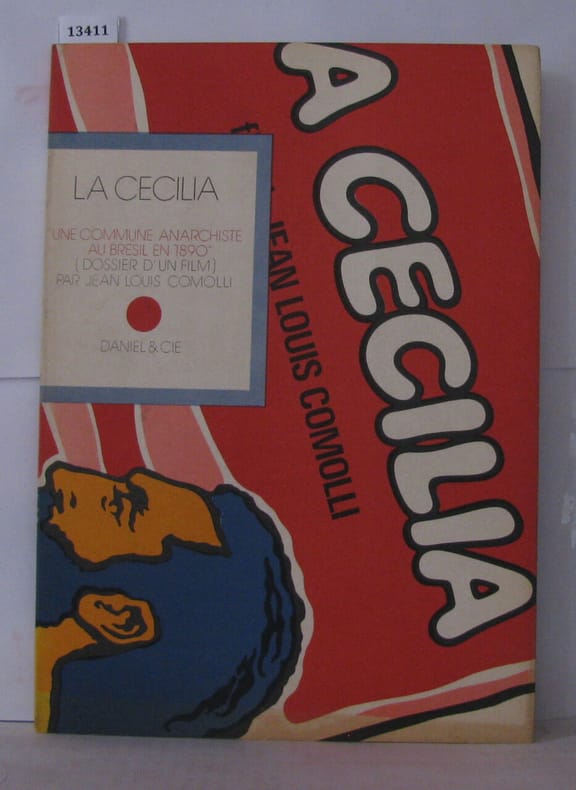 13411
LA CECILIA
"UNE COMMUNE ANARCHISTE
AU BRESIL EN 1890"
(DOSSIER D'UN FILM)
PAR JEAN LOUIS COMOLLI
DANIEL & CIE
A CECILIA
JEAN LOUIS COMOLLI